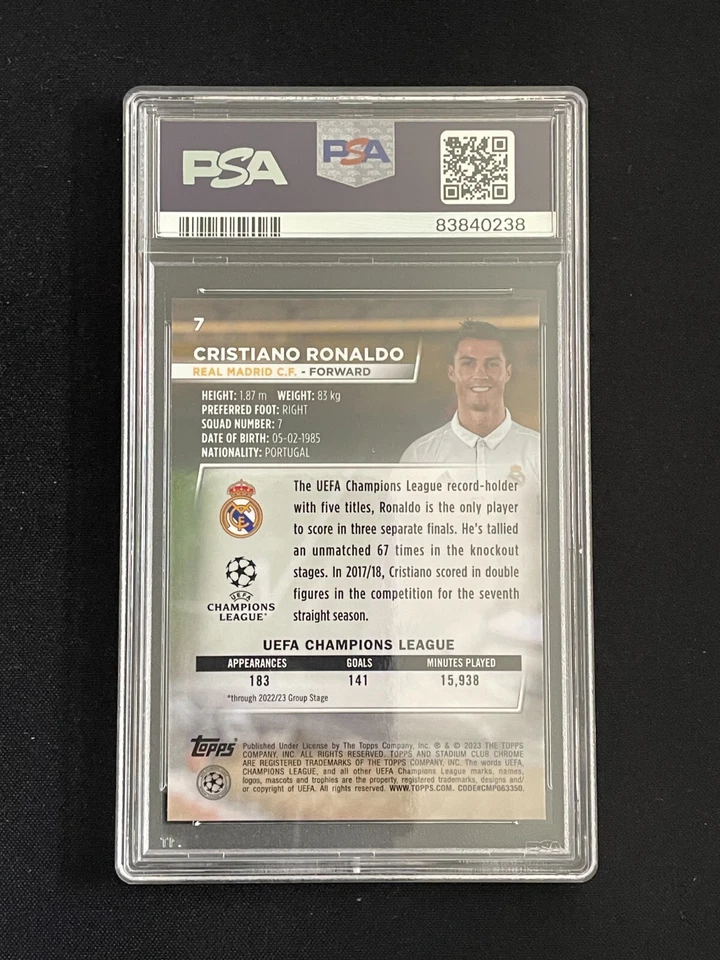 PSA
PSA
83840238
7
CRISTIANO RONALDO
REAL MADRID C.F. - FORWARD
HEIGHT: 1.87 m WEIGHT: 83 kg
PREFERRED FOOT: RIGHT
SQUAD NUMBER: 7
DATE OF BIRTH: 05-02-1985
NATIONALITY: PORTUGAL
The UEFA Champions League record-holder
with five titles, Ronaldo is the only player
to score in three separate finals. He's tallied
an unmatched 67 times in the knockout
stages. In 2017/18, Cristiano scored in double
figures in the competition for the seventh
straight season.
UEFA
CHAMPIONS
LEAGUE®
UEFA CHAMPIONS LEAGUE
APPEARANCES GOALS MINUTES PLAYED
183 141 15,938
*through 2022/23 Group Stage
Topps®
Published Under License by The Topps Company, Inc. ® & © 2023 THE TOPPS
COMPANY, INC. ALL RIGHTS RESERVED. TOPPS AND STADIUM CLUB CHROME
ARE REGISTERED TRADEMARKS OF THE TOPPS COMPANY, INC. The words UEFA,
CHAMPIONS LEAGUE, and all other UEFA Champions League marks, names,
logos, mascots and trophies are the property, registered trademarks, designs and/
or copyright of UEFA. All rights reserved. WWW.TOPPS.COM. CODE#CMP063350.
PSA